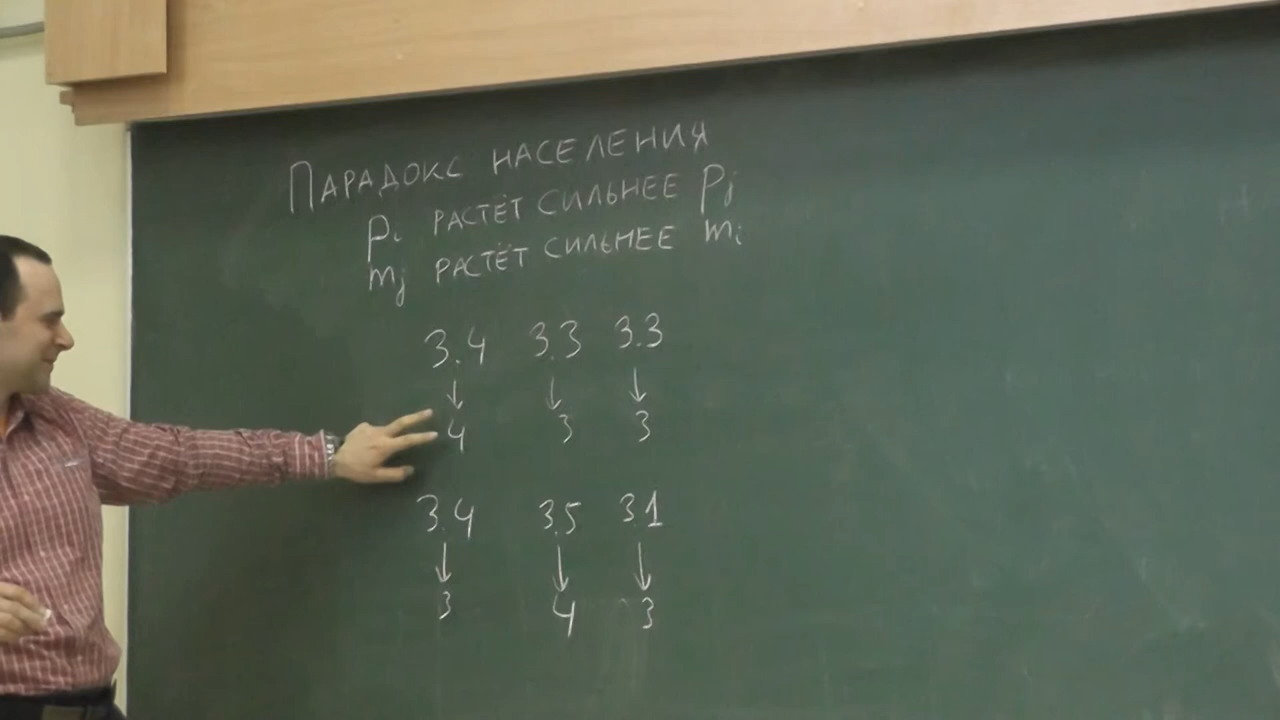 Парадокс населения
Pi растёт сильнее Pj
mj растёт сильнее mi
3.4 3.3 3.3
↓ ↓ ↓
4 3 3
3.4 3.5 3.1
↓ ↓ ↓
3 4 3